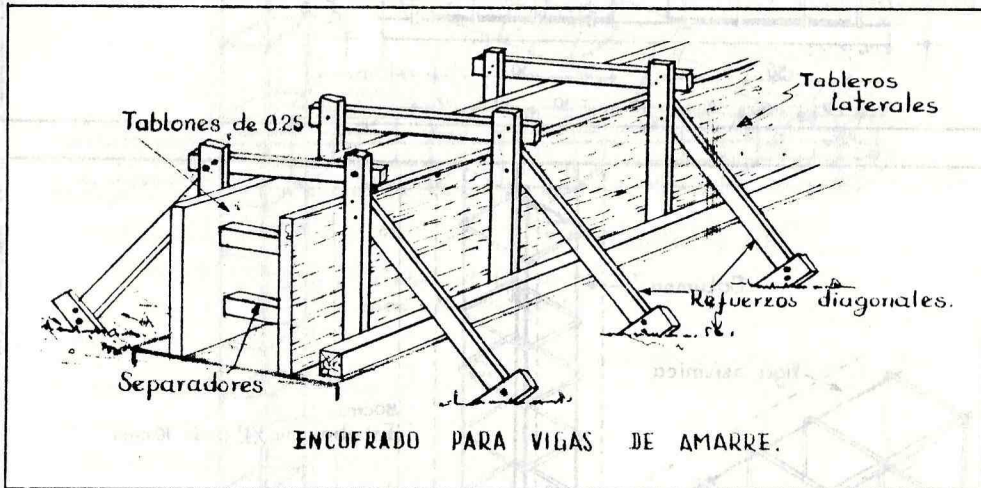 Tableros
laterales
Tablones de 0.25
Refuerzos diagonales.
Separadores
ENCOFRADO PARA VIGAS DE AMARRE.